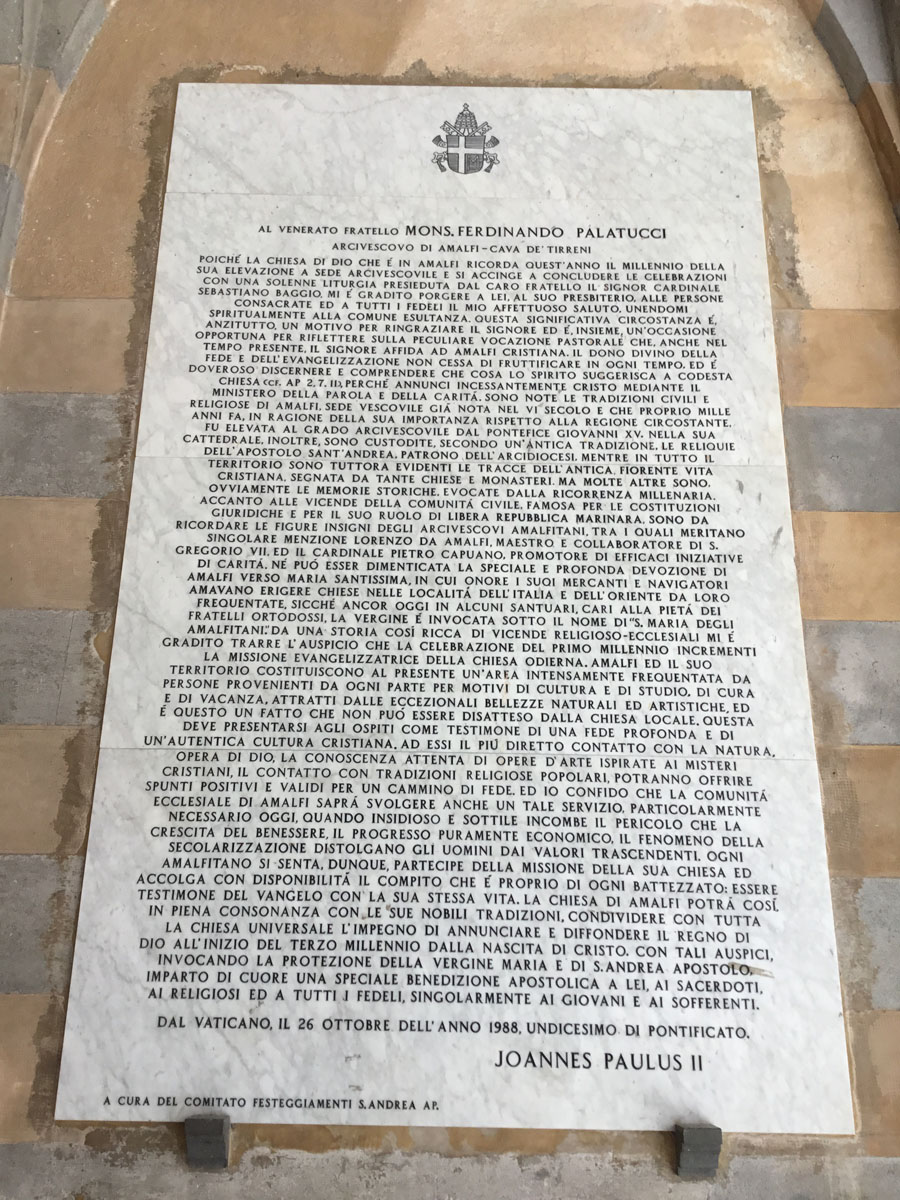 AL VENERATO FRATELLO MONS. FERDINANDO PALATUCCI
ARCIVESCOVO DI AMALFI-CAVA DE' TIRRENI
POICHÉ LA CHIESA DI DIO CHE É IN AMALFI RICORDA QUEST'ANNO IL MILLENNIO DELLA
SUA ELEVAZIONE A SEDE ARCIVESCOVILE E SI ACCINGE A CONCLUDERE LE CELEBRAZIONI
CON UNA SOLENNE LITURGIA PRESIEDUTA DAL CARO FRATELLO IL SIGNOR CARDINALE
SEBASTIANO BAGGIO, MI É GRADITO PORGERE A LEI, AL SUO PRESBITERIO, ALLE PERSONE
CONSACRATE ED A TUTTI I FEDELI IL MIO AFFETTUOSO SALUTO, UNENDOMI
SPIRITUALMENTE ALLA COMUNE ESULTANZA. QUESTA SIGNIFICATIVA CIRCOSTANZA É,
ANZITUTTO, UN MOTIVO PER RINGRAZIARE IL SIGNORE ED É, INSIEME, UN'OCCASIONE
OPPORTUNA PER RIFLETTERE SULLA PECULIARE VOCAZIONE PASTORALE CHE, ANCHE NEL
TEMPO PRESENTE, IL SIGNORE AFFIDA AD AMALFI CRISTIANA. IL DONO DIVINO DELLA
FEDE E DELL'EVANGELIZZAZIONE NON CESSA DI FRUTTIFICARE IN OGNI TEMPO, ED É
DOVEROSO DISCERNERE E COMPRENDERE CHE COSA LO SPIRITO SUGGERISCA A CODESTA
CHIESA (CF. AP 2, 7. 11), PERCHÉ ANNUNCI INCESSANTEMENTE CRISTO MEDIANTE IL
MINISTERO DELLA PAROLA E DELLA CARITÁ. SONO NOTE LE TRADIZIONI CIVILI E
RELIGIOSE DI AMALFI, SEDE VESCOVILE GIÁ NOTA NEL VI SECOLO E CHE PROPRIO MILLE
ANNI FA, IN RAGIONE DELLA SUA IMPORTANZA RISPETTO ALLA REGIONE CIRCOSTANTE,
FU ELEVATA AL GRADO ARCIVESCOVILE DAL PONTEFICE GIOVANNI XV. NELLA SUA
CATTEDRALE, INOLTRE, SONO CUSTODITE, SECONDO UN'ANTICA TRADIZIONE, LE RELIQUIE
DELL'APOSTOLO SANT'ANDREA, PATRONO DELL'ARCIDIOCESI, MENTRE IN TUTTO IL
TERRITORIO SONO TUTTORA EVIDENTI LE TRACCE DELL'ANTICA, FIORENTE VITA
CRISTIANA, SEGNATA DA TANTE CHIESE E MONASTERI. MA MOLTE ALTRE SONO,
OVVIAMENTE LE MEMORIE STORICHE, EVOCATE DALLA RICORRENZA MILLENARIA.
ACCANTO ALLE VICENDE DELLA COMUNITÁ CIVILE, FAMOSA PER LE COSTITUZIONI
GIURIDICHE E PER IL SUO RUOLO DI LIBERA REPUBBLICA MARINARA, SONO DA
RICORDARE LE FIGURE INSIGNI DEGLI ARCIVESCOVI AMALFITANI, TRA I QUALI MERITANO
SINGOLARE MENZIONE LORENZO DA AMALFI, MAESTRO E COLLABORATORE DI S.
GREGORIO VII, ED IL CARDINALE PIETRO CAPUANO, PROMOTORE DI EFFICACI INIZIATIVE
DI CARITÁ. NÉ PUÓ ESSER DIMENTICATA LA SPECIALE E PROFONDA DEVOZIONE DI
AMALFI VERSO MARIA SANTISSIMA, IN CUI ONORE I SUOI MERCANTI E NAVIGATORI
AMAVANO ERIGERE CHIESE NELLE LOCALITÁ DELL'ITALIA E DELL'ORIENTE DA LORO
FREQUENTATE, SICCHÉ ANCOR OGGI IN ALCUNI SANTUARI, CARI ALLA PIETÁ DEI
FRATELLI ORTODOSSI, LA VERGINE É INVOCATA SOTTO IL NOME DI "S. MARIA DEGLI
AMALFITANI". DA UNA STORIA COSÍ RICCA DI VICENDE RELIGIOSO-ECCLESIALI MI É
GRADITO TRARRE L'AUSPICIO CHE LA CELEBRAZIONE DEL PRIMO MILLENNIO INCREMENTI
LA MISSIONE EVANGELIZZATRICE DELLA CHIESA ODIERNA. AMALFI ED IL SUO
TERRITORIO COSTITUISCONO AL PRESENTE UN'AREA INTENSAMENTE FREQUENTATA DA
PERSONE PROVENIENTI DA OGNI PARTE PER MOTIVI DI CULTURA E DI STUDIO, DI CURA
E DI VACANZA, ATTRATTI DALLE ECCEZIONALI BELLEZZE NATURALI ED ARTISTICHE, ED
É QUESTO UN FATTO CHE NON PUÓ ESSERE DISATTESO DALLA CHIESA LOCALE. QUESTA
DEVE PRESENTARSI AGLI OSPITI COME TESTIMONE DI UNA FEDE PROFONDA E DI
UN'AUTENTICA CULTURA CRISTIANA. AD ESSI IL PIÚ DIRETTO CONTATTO CON LA NATURA,
OPERA DI DIO, LA CONOSCENZA ATTENTA DI OPERE D'ARTE ISPIRATE AI MISTERI
CRISTIANI, IL CONTATTO CON TRADIZIONI RELIGIOSE POPOLARI, POTRANNO OFFRIRE
SPUNTI POSITIVI E VALIDI PER UN CAMMINO DI FEDE. ED IO CONFIDO CHE LA COMUNITÁ
ECCLESIALE DI AMALFI SAPRÁ SVOLGERE ANCHE UN TALE SERVIZIO, PARTICOLARMENTE
NECESSARIO OGGI, QUANDO INSIDIOSO E SOTTILE INCOMBE IL PERICOLO CHE LA
CRESCITA DEL BENESSERE, IL PROGRESSO PURAMENTE ECONOMICO, IL FENOMENO DELLA
SECOLARIZZAZIONE DISTOLGANO GLI UOMINI DAI VALORI TRASCENDENTI. OGNI
AMALFITANO SI SENTA, DUNQUE, PARTECIPE DELLA MISSIONE DELLA SUA CHIESA ED
ACCOLGA CON DISPONIBILITÁ IL COMPITO CHE É PROPRIO DI OGNI BATTEZZATO: ESSERE
TESTIMONE DEL VANGELO CON LA SUA STESSA VITA. LA CHIESA DI AMALFI POTRÁ COSÍ,
IN PIENA CONSONANZA CON LE SUE NOBILI TRADIZIONI, CONDIVIDERE CON TUTTA
LA CHIESA UNIVERSALE L'IMPEGNO DI ANNUNCIARE E DIFFONDERE IL REGNO DI
DIO ALL'INIZIO DEL TERZO MILLENNIO DALLA NASCITA DI CRISTO. CON TALI AUSPICI,
INVOCANDO LA PROTEZIONE DELLA VERGINE MARIA E DI S. ANDREA APOSTOLO,
IMPARTO DI CUORE UNA SPECIALE BENEDIZIONE APOSTOLICA A LEI, AI SACERDOTI,
AI RELIGIOSI ED A TUTTI I FEDELI, SINGOLARMENTE AI GIOVANI E AI SOFFERENTI.
DAL VATICANO, IL 26 OTTOBRE DELL'ANNO 1988, UNDICESIMO DI PONTIFICATO.
JOANNES PAULUS II
A CURA DEL COMITATO FESTEGGIAMENTI S. ANDREA AP.